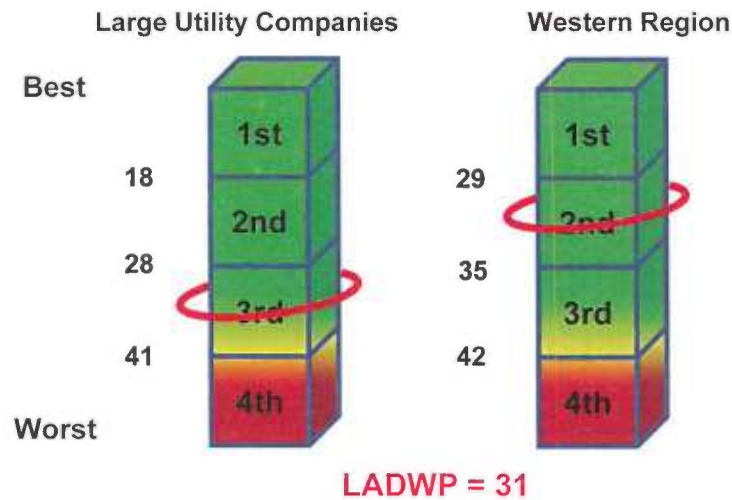 Large Utility Companies
Western Region
Best
1st
1st
18
29
2nd
2nd
28
35
3rd
3rd
41
42
4th
4th
Worst
LADWP = 31